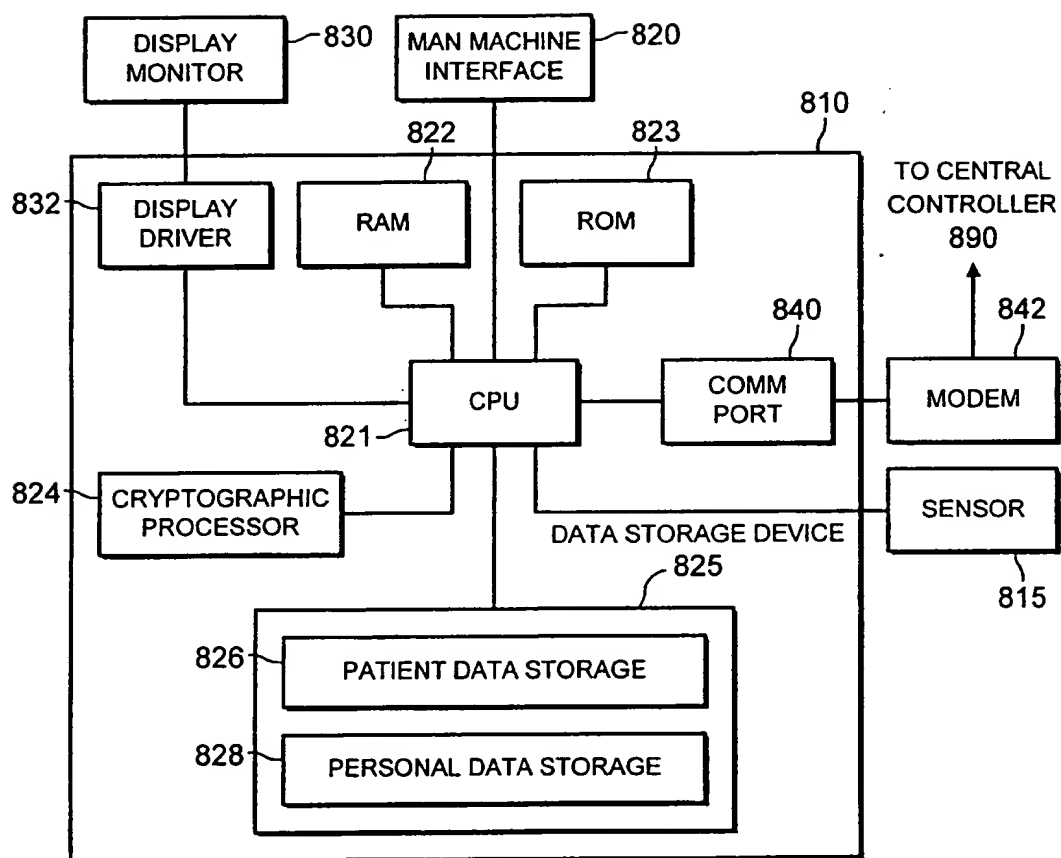 DISPLAY
MONITOR
830
MAN MACHINE
INTERFACE
820
810
822
823
TO CENTRAL
CONTROLLER
890
832
DISPLAY
DRIVER
RAM
ROM
840
842
CPU
821
COMM
PORT
MODEM
824
CRYPTOGRAPHIC
PROCESSOR
SENSOR
815
DATA STORAGE DEVICE
825
826
PATIENT DATA STORAGE
828
PERSONAL DATA STORAGE